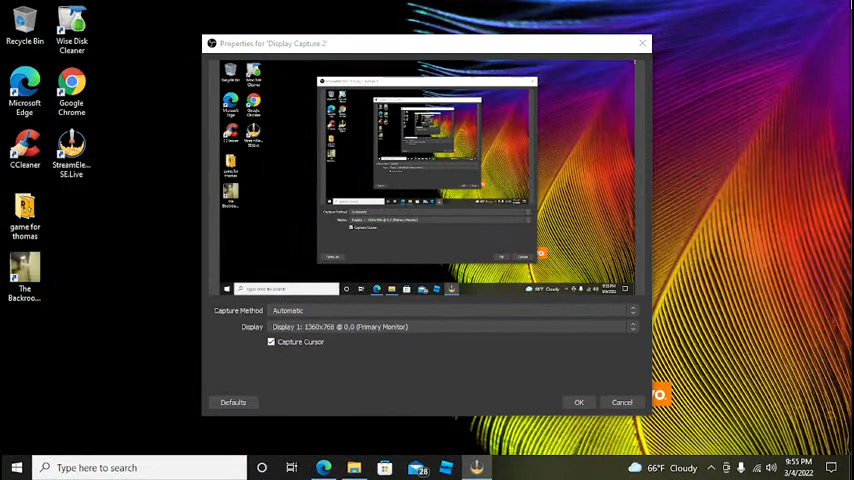 Recycle Bin
Wise Disk
Cleaner
Microsoft
Edge
Google
Chrome
CCleaner
StreamEle...
SE.Live
game for
thomas
The
Backroo...
Properties for 'Display Capture 2'
Capture Method
Automatic
Display
Display 1: 1360x768 @ 0,0 (Primary Monitor)
Capture Cursor
Defaults
OK
Cancel
vo.
Type here to search
28
66°F Cloudy
9:55 PM
3/4/2022